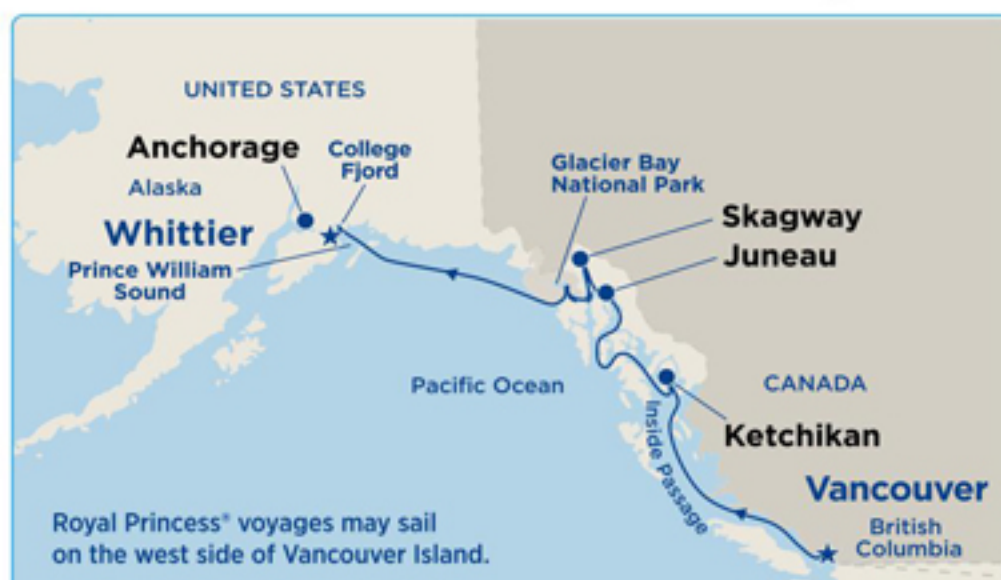 UNITED STATES
Anchorage
College
Fjord
Alaska
Whittier
Prince William
Sound
Glacier Bay
National Park
Skagway
Juneau
Pacific Ocean
CANADA
Ketchikan
Inside Passage
Vancouver
British
Columbia
Royal Princess® voyages may sail
on the west side of Vancouver Island.